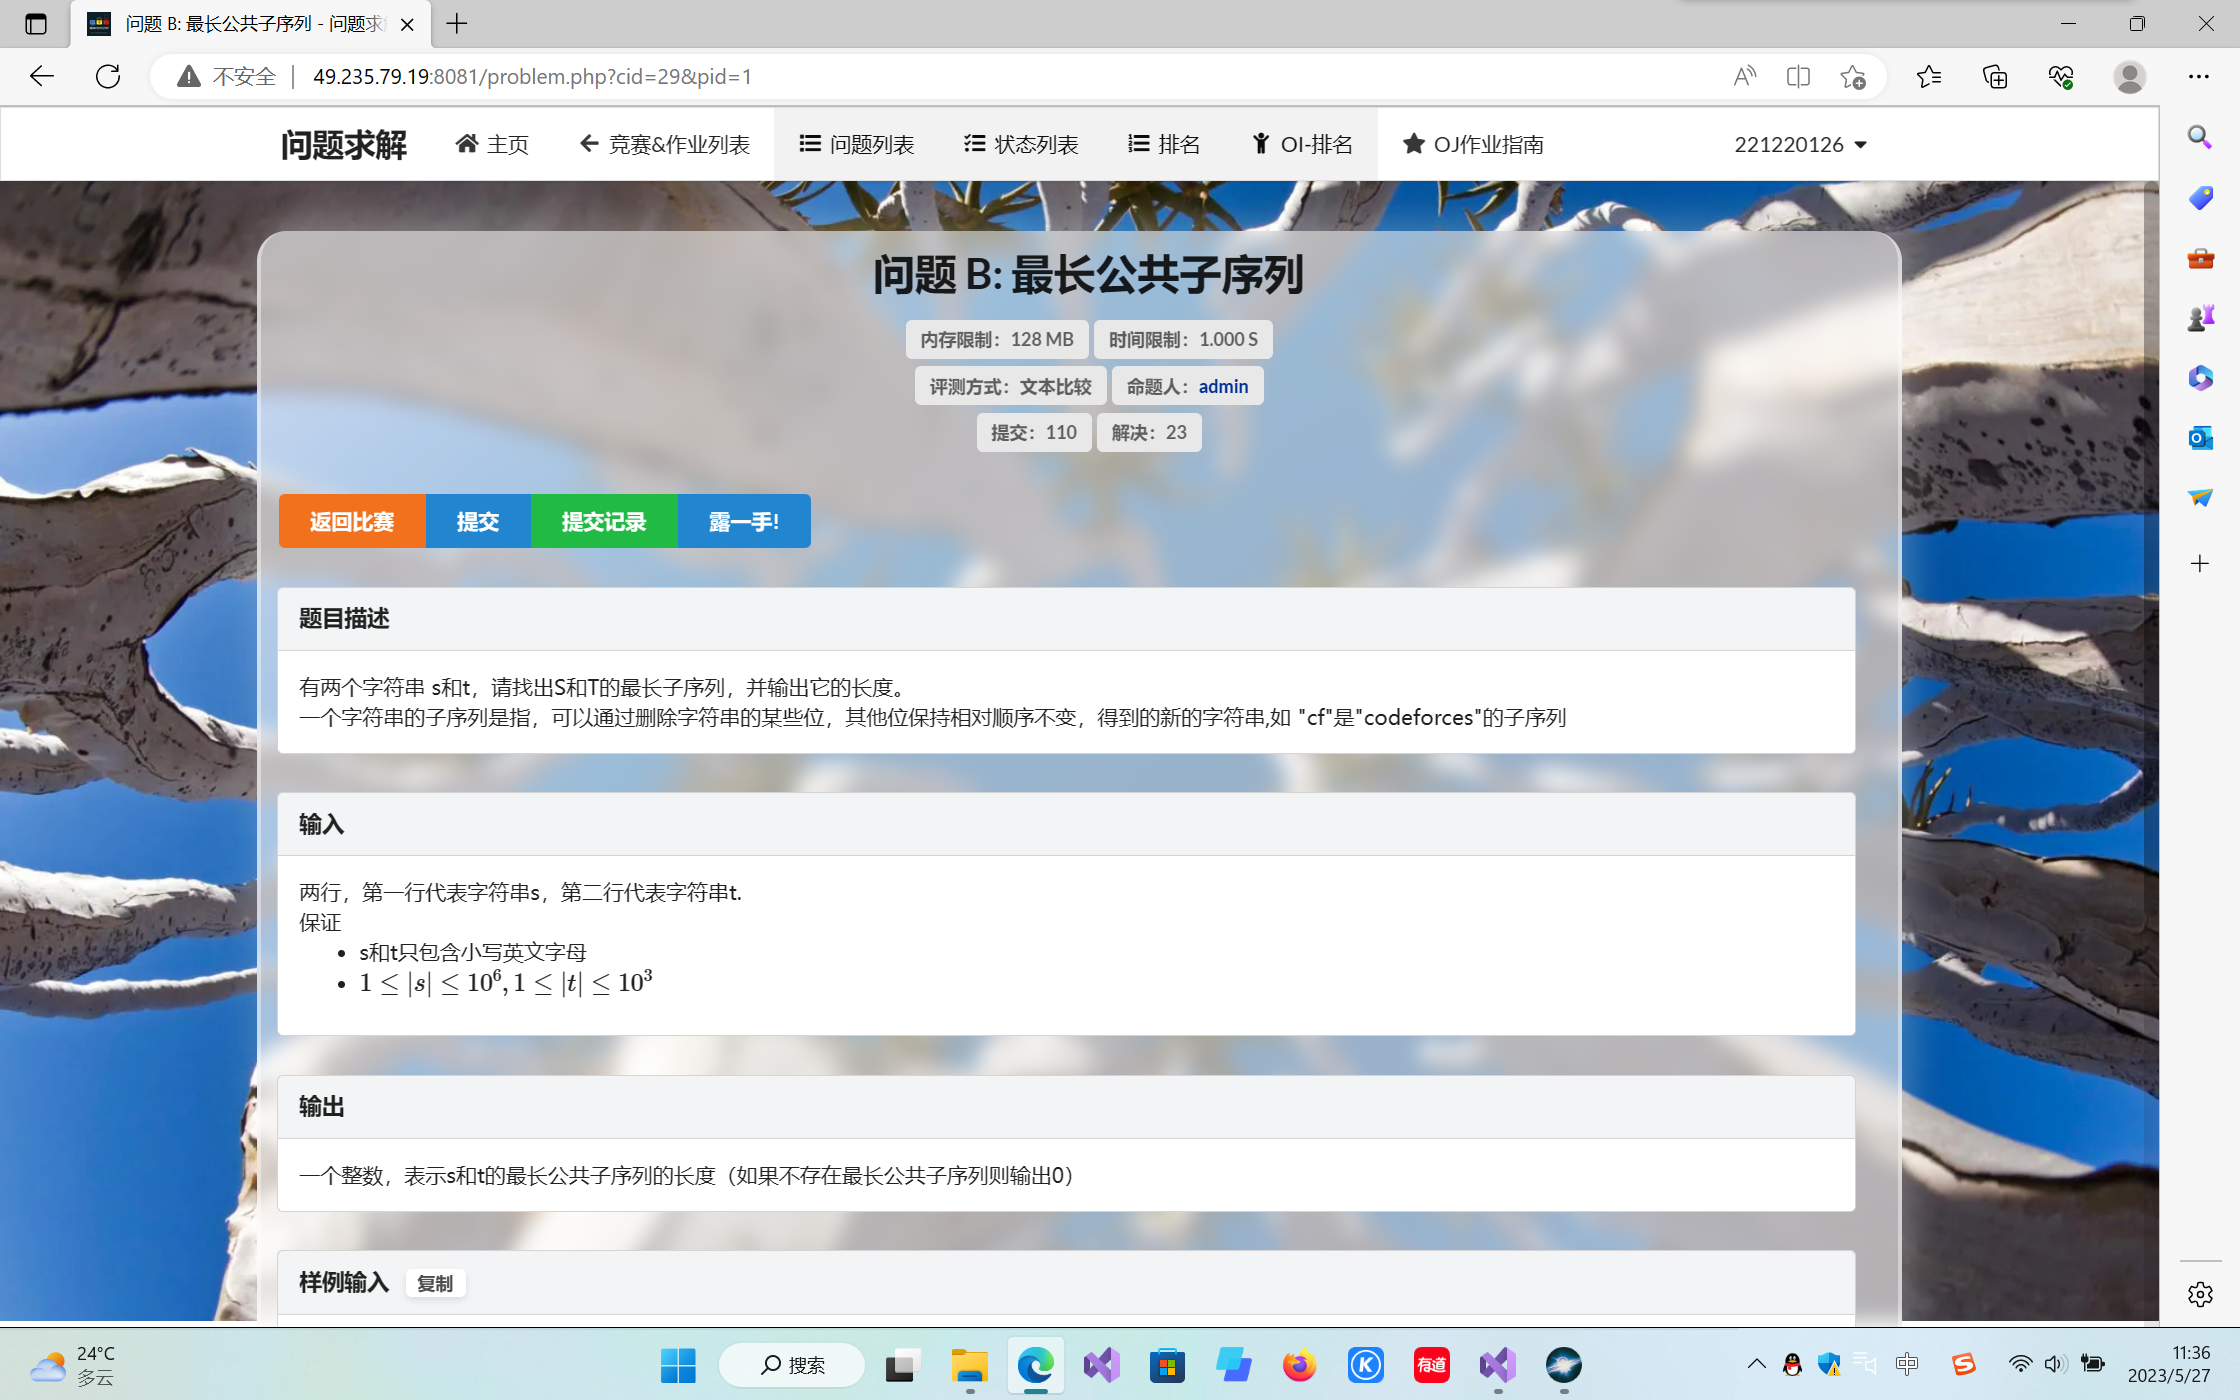 问题 B: 最长公共子序列 - 问题求
不安全 49.235.79.19:8081/problem.php?cid=29&pid=1
问题求解 主页 竞赛&作业列表 问题列表 状态列表 排名 OI-排名 OJ作业指南 221220126
问题 B: 最长公共子序列
内存限制：128 MB 时间限制：1.000 S
评测方式：文本比较 命题人：admin
提交：110 解决：23
返回比赛 提交 提交记录 露一手!
题目描述
有两个字符串 s和t，请找出S和T的最长子序列，并输出它的长度。
一个字符串的子序列是指，可以通过删除字符串的某些位，其他位保持相对顺序不变，得到的新的字符串,如 "cf"是"codeforces"的子序列
输入
两行，第一行代表字符串s，第二行代表字符串t.
保证
s和t只包含小写英文字母
1 ≤ |s| ≤ 10⁶, 1 ≤ |t| ≤ 10³
输出
一个整数，表示s和t的最长公共子序列的长度（如果不存在最长公共子序列则输出0）
样例输入 复制
24°C
多云
搜索
有道
中
11:36
2023/5/27